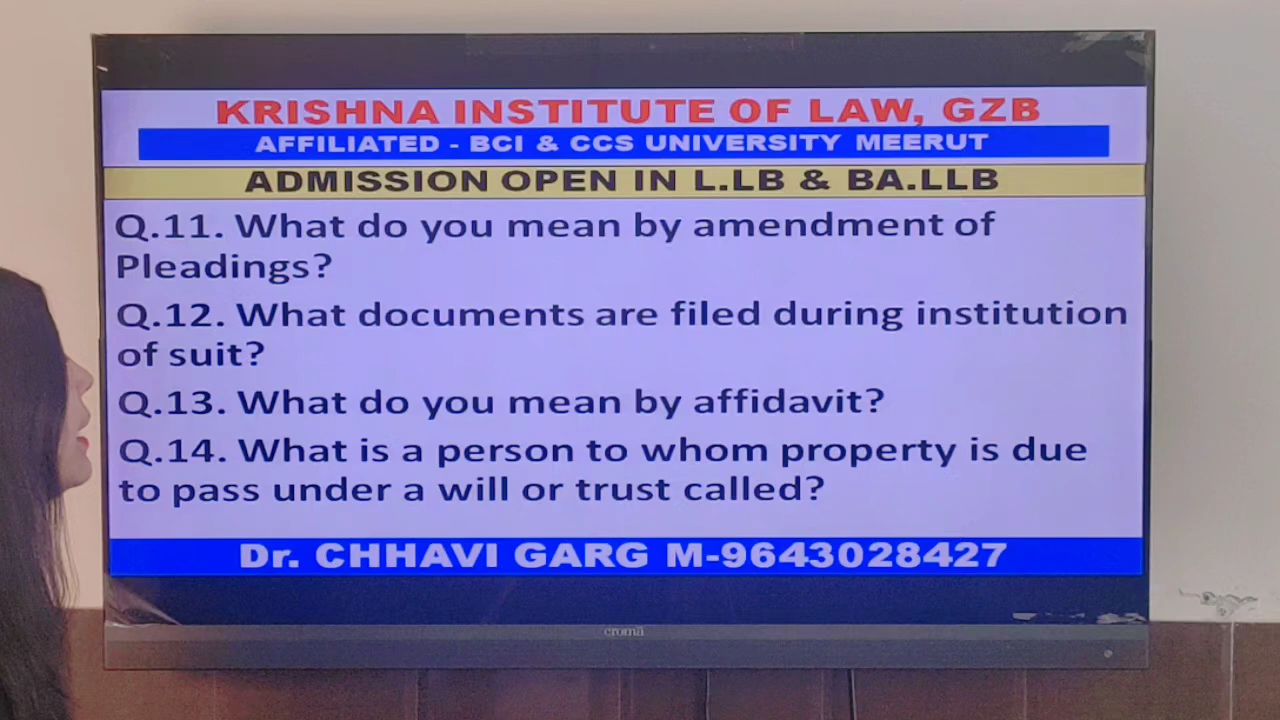 KRISHNA INSTITUTE OF LAW, GZB
AFFILIATED - BCI & CCS UNIVERSITY MEERUT
ADMISSION OPEN IN L.LB & BA.LLB
Q.11. What do you mean by amendment of
Pleadings?
Q.12. What documents are filed during institution
of suit?
Q.13. What do you mean by affidavit?
Q.14. What is a person to whom property is due
to pass under a will or trust called?
Dr. CHHAVI GARG M-9643028427
croma